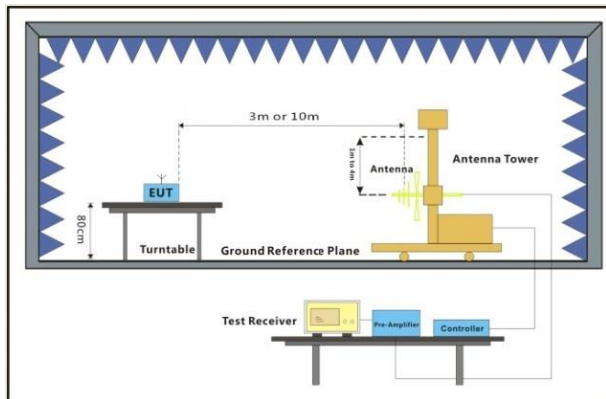 3m or 10m
1m to 4m
Antenna
Antenna Tower
EUT
80cm
Turntable
Ground Reference Plane
Test Receiver
Pre-Amplifier
Controller